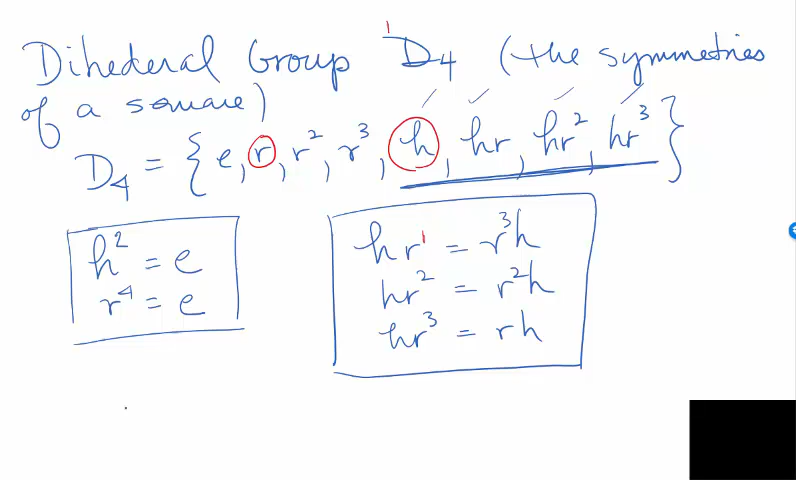 Dihederal Group D₄ (the symmetries
of a square)
D₄ = { e, r, r², r³, h, hr, hr², hr³ }
h² = e
r⁴ = e
hr¹ = r³h
hr² = r²h
hr³ = rh